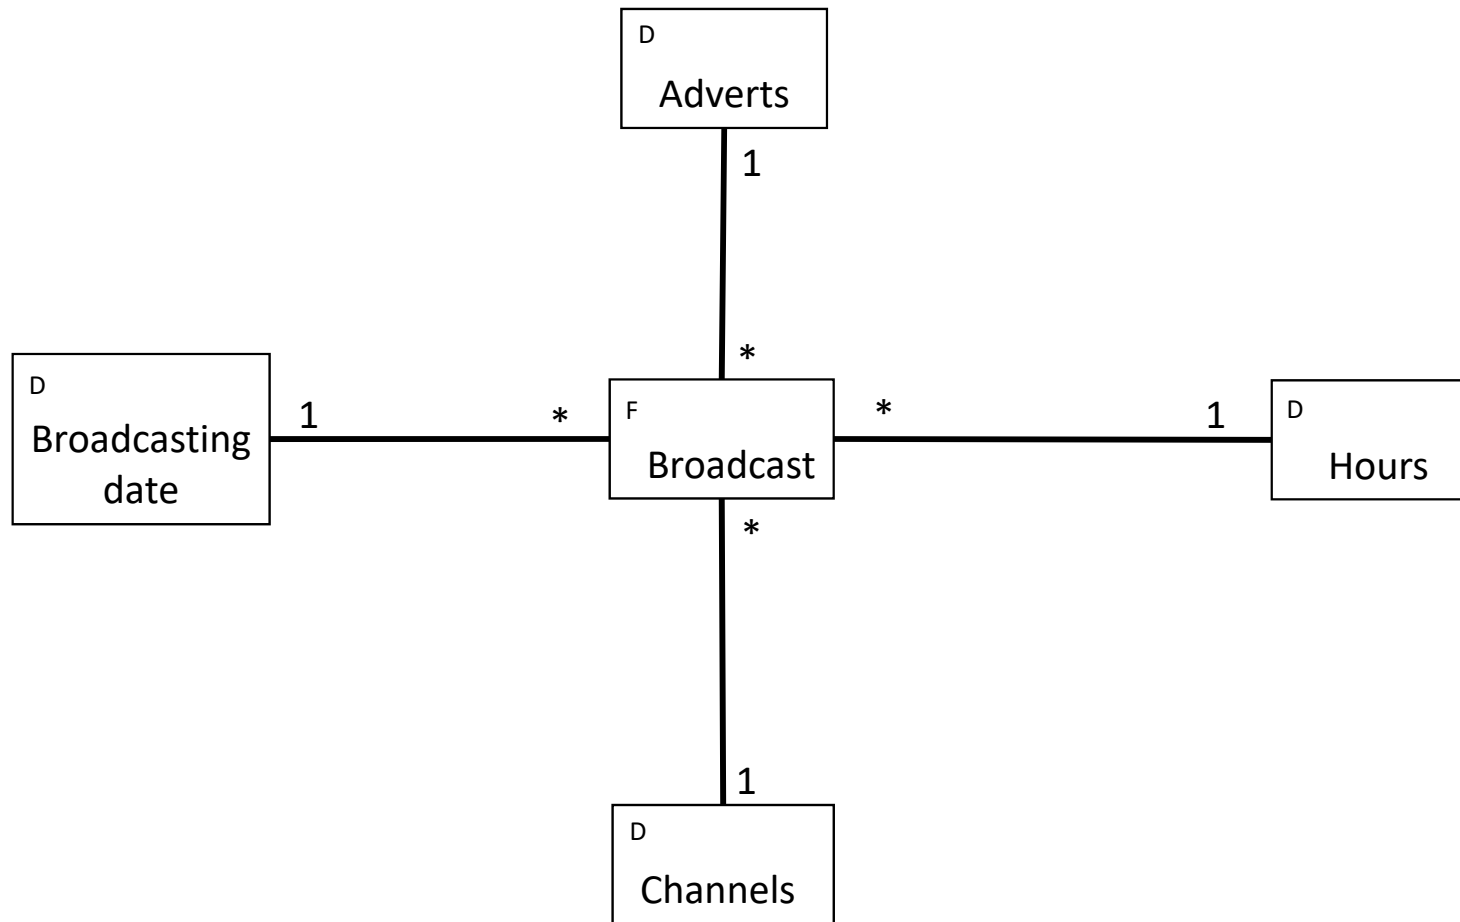 D
Adverts
1
*
D
Broadcasting
date
1
*
F
Broadcast
*
1
D
Hours
*
1
D
Channels